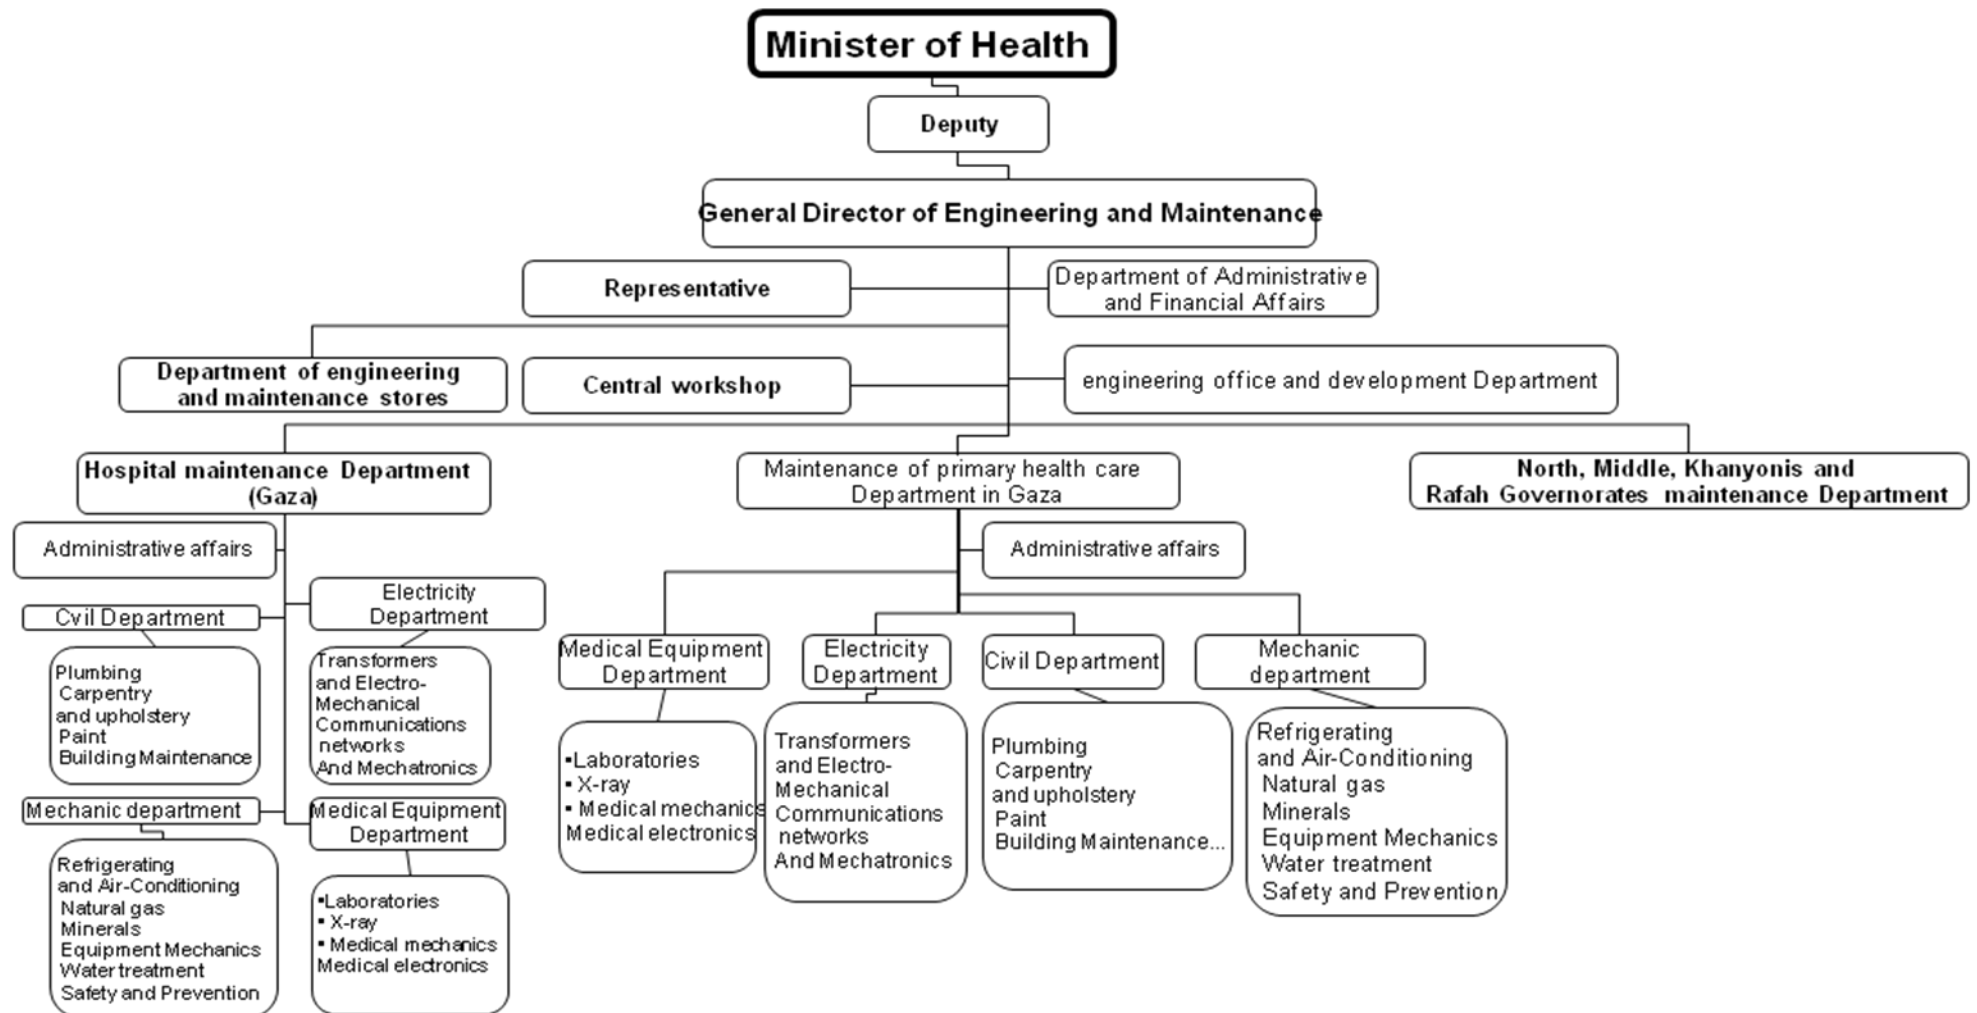 Minister of Health
Deputy
General Director of Engineering and Maintenance
Representative
Department of Administrative
and Financial Affairs
Department of engineering
and maintenance stores
Central workshop
engineering office and development Department
Hospital maintenance Department
(Gaza)
Maintenance of primary health care
Department in Gaza
North, Middle, Khanyonis and
Rafah Governorates maintenance Department
Administrative affairs
Electricity
Department
Cvil Department
Plumbing
Carpentry
and upholstery
Paint
Building Maintenance
Transformers
and Electro-
Mechanical
Communications
networks
And Mechatronics
Mechanic department
Medical Equipment
Department
Refrigerating
and Air-Conditioning
Natural gas
Minerals
Equipment Mechanics
Water treatment
Safety and Prevention
▪Laboratories
▪ X-ray
▪ Medical mechanics
Medical electronics
Administrative affairs
Medical Equipment
Department
Electricity
Department
Civil Department
Mechanic
department
▪Laboratories
▪ X-ray
▪ Medical mechanics
Medical electronics
Transformers
and Electro-
Mechanical
Communications
networks
And Mechatronics
Plumbing
Carpentry
and upholstery
Paint
Building Maintenance...
Refrigerating
and Air-Conditioning
Natural gas
Minerals
Equipment Mechanics
Water treatment
Safety and Prevention